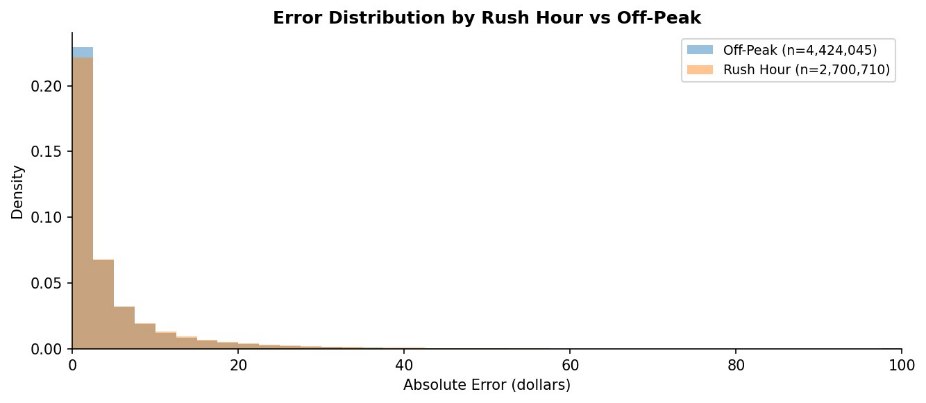 Error Distribution by Rush Hour vs Off-Peak
Off-Peak (n=4,424,045)
Rush Hour (n=2,700,710)
0.20
0.15
0.10
0.05
0.00
Density
0 20 40 60 80 100
Absolute Error (dollars)